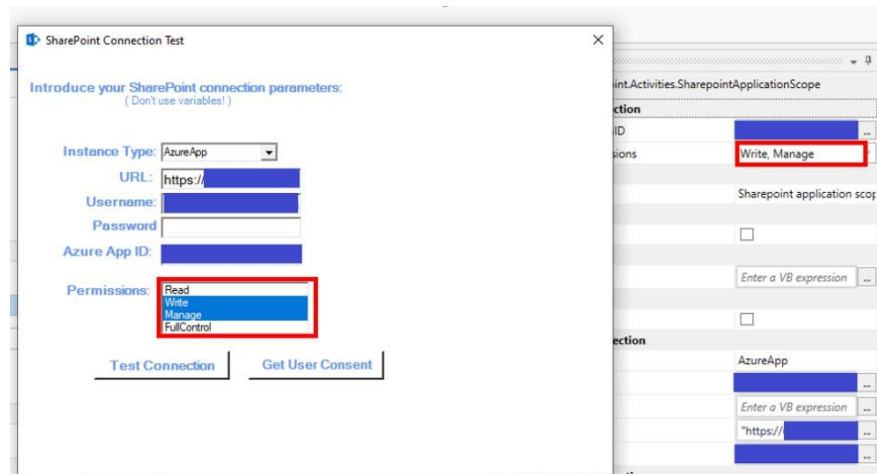 SharePoint Connection Test
Introduce your SharePoint connection parameters:
( Don't use variables! )
Instance Type: AzureApp
URL: https://
Username:
Password
Azure App ID:
Permissions: Read
Write
Manage
FullControl
Test Connection Get User Consent
int.Activities.SharepointApplicationScope
ction
ID
sions Write, Manage
Sharepoint application scop
Enter a VB expression ...
ection
AzureApp
...
Enter a VB expression ...
"https:// ...
...